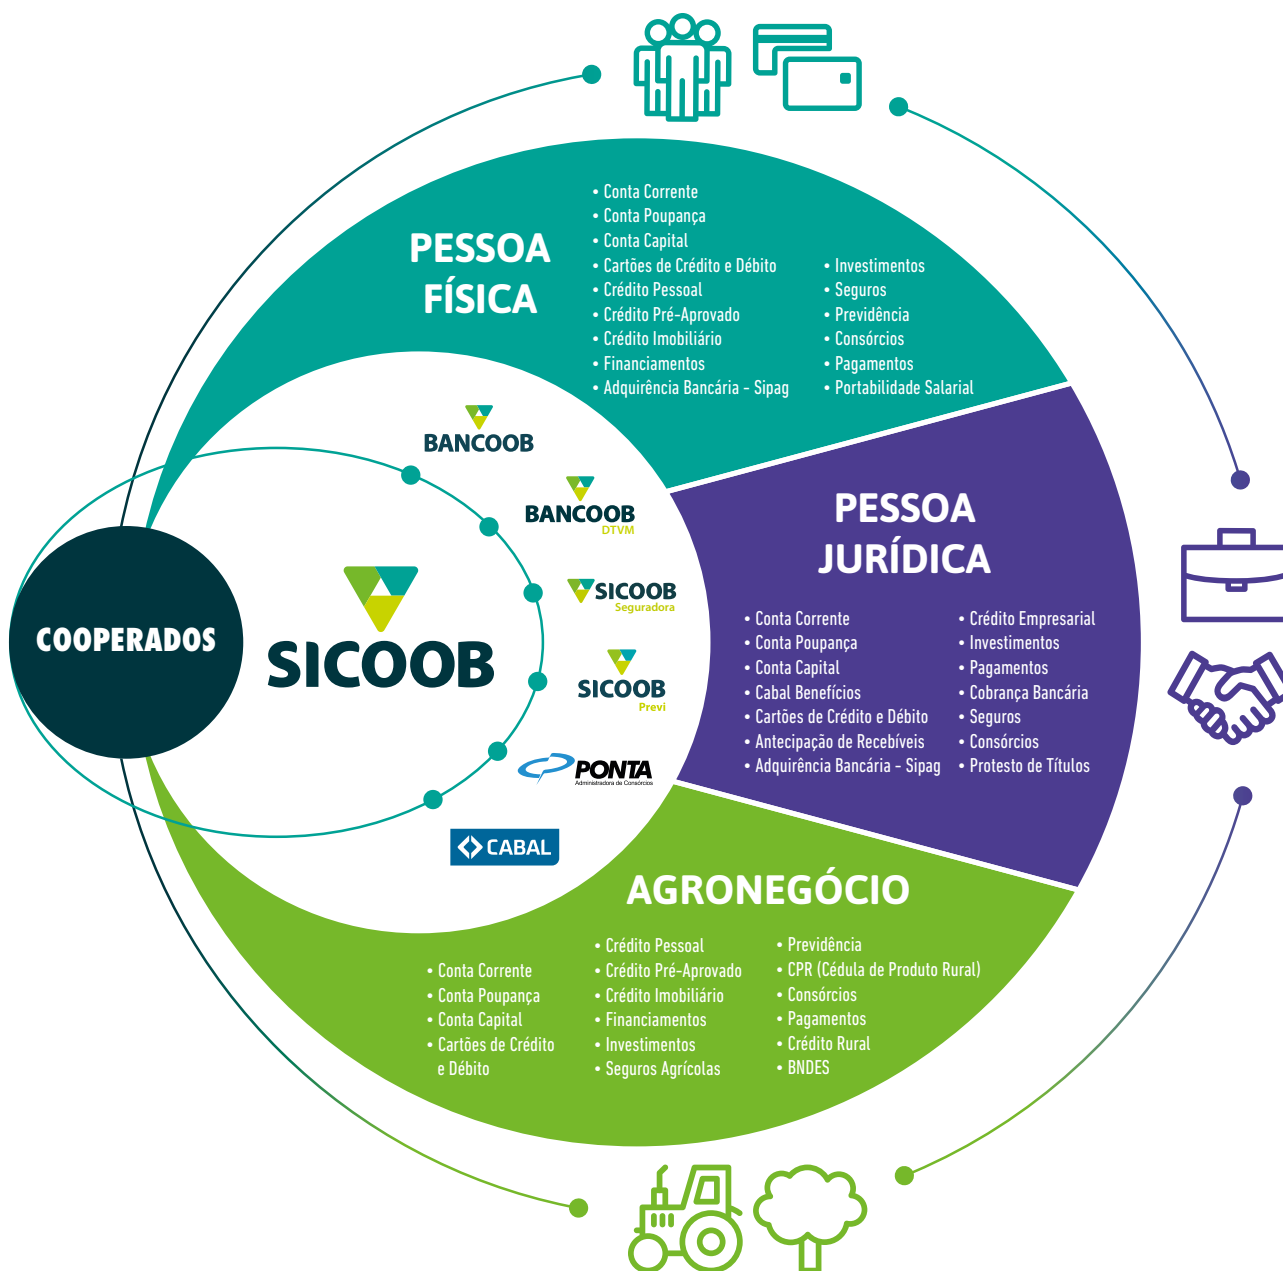 PESSOA
FÍSICA
• Conta Corrente
• Conta Poupança
• Conta Capital
• Cartões de Crédito e Débito
• Crédito Pessoal
• Crédito Pré-Aprovado
• Crédito Imobiliário
• Financiamentos
• Adquirência Bancária - Sipag
• Investimentos
• Seguros
• Previdência
• Consórcios
• Pagamentos
• Portabilidade Salarial
BANCOOB
BANCOOB
DTVM
SICOOB
Seguradora
SICOOB
Previ
PONTA
Administradora de Consórcios
CABAL
COOPERADOS
SICOOB
PESSOA
JURÍDICA
• Conta Corrente
• Conta Poupança
• Conta Capital
• Cabal Benefícios
• Cartões de Crédito e Débito
• Antecipação de Recebíveis
• Adquirência Bancária - Sipag
• Crédito Empresarial
• Investimentos
• Pagamentos
• Cobrança Bancária
• Seguros
• Consórcios
• Protesto de Títulos
AGRONEGÓCIO
• Conta Corrente
• Conta Poupança
• Conta Capital
• Cartões de Crédito
e Débito
• Crédito Pessoal
• Crédito Pré-Aprovado
• Crédito Imobiliário
• Financiamentos
• Investimentos
• Seguros Agrícolas
• Previdência
• CPR (Cédula de Produto Rural)
• Consórcios
• Pagamentos
• Crédito Rural
• BNDES